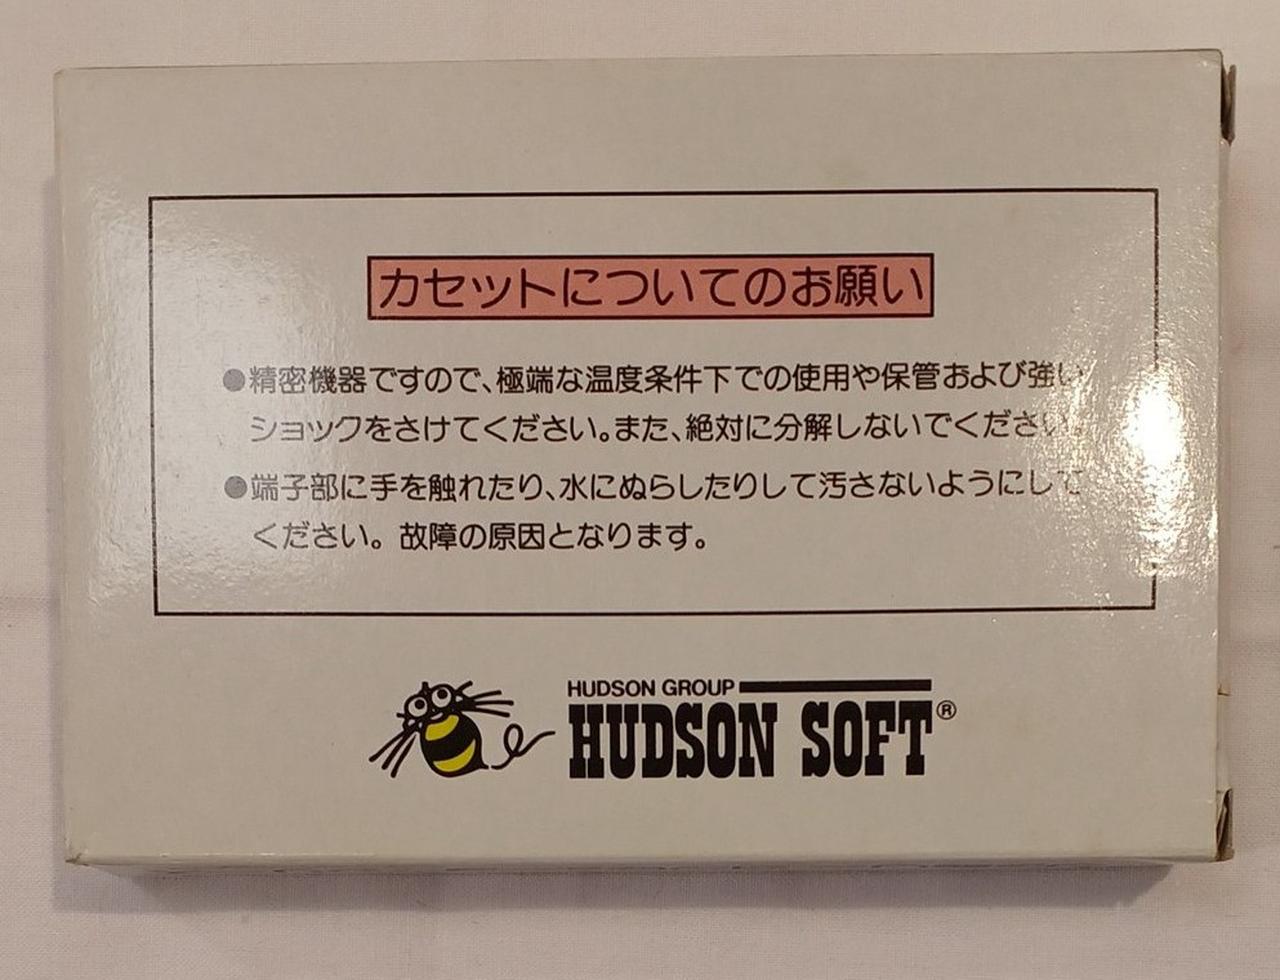 カセットについてのお願い
●精密機器ですので、極端な温度条件下での使用や保管および強い
ショックをさけてください。また、絶対に分解しないでください。
●端子部に手を触れたり、水にぬらしたりして汚さないようにして
ください。故障の原因となります。
HUDSON GROUP
HUDSON SOFT®